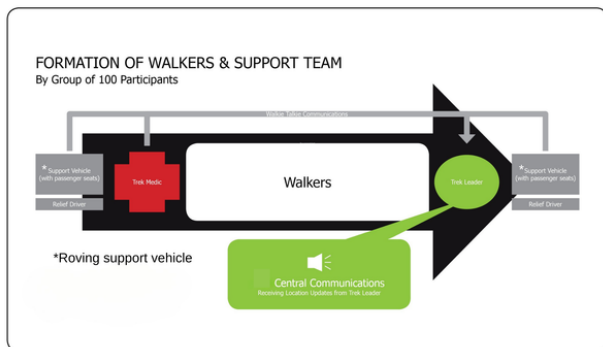 FORMATION OF WALKERS & SUPPORT TEAM
By Group of 100 Participants
Walkie Talkie Communications
*Support Vehicle
(with passenger seats)
Relief Driver
Trek Medic
Walkers
Trek Leader
*Support Vehicle
(with passenger seats)
Relief Driver
*Roving support vehicle
Central Communications
Receiving Location Updates from Trek Leader